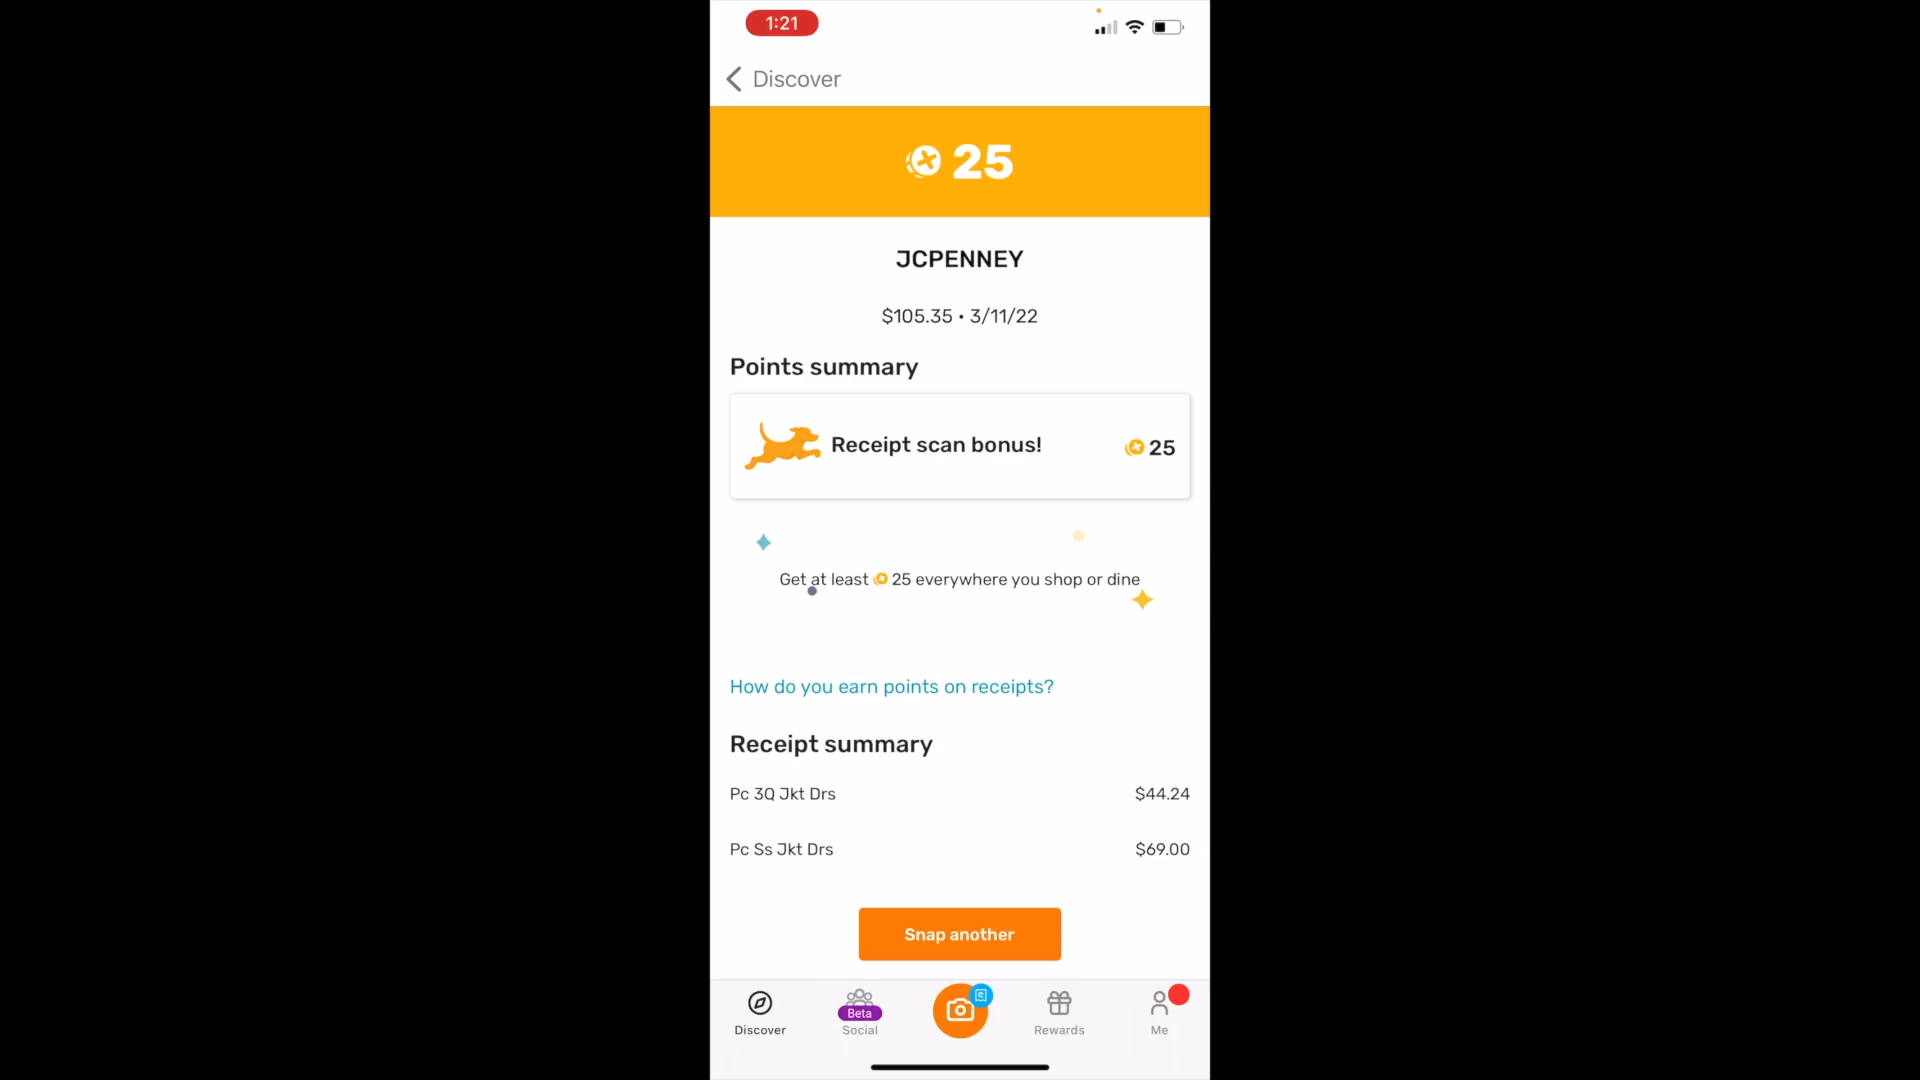 1:21
Discover
25
JCPENNEY
$105.35 • 3/11/22
Points summary
Receipt scan bonus!
25
Get at least 25 everywhere you shop or dine
How do you earn points on receipts?
Receipt summary
Pc 3Q Jkt Drs $44.24
Pc Ss Jkt Drs $69.00
Snap another
Beta
Discover Social Rewards Me